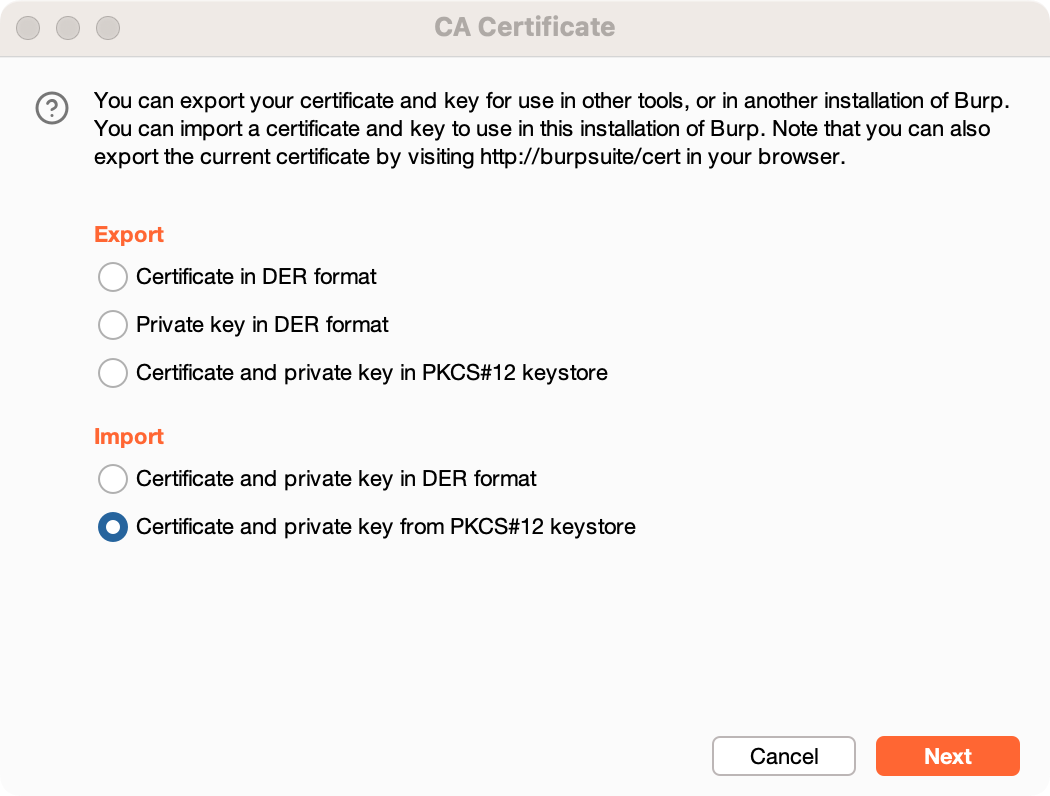 CA Certificate
You can export your certificate and key for use in other tools, or in another installation of Burp.
You can import a certificate and key to use in this installation of Burp. Note that you can also
export the current certificate by visiting http://burpsuite/cert in your browser.
Export
Certificate in DER format
Private key in DER format
Certificate and private key in PKCS#12 keystore
Import
Certificate and private key in DER format
Certificate and private key from PKCS#12 keystore
Cancel
Next